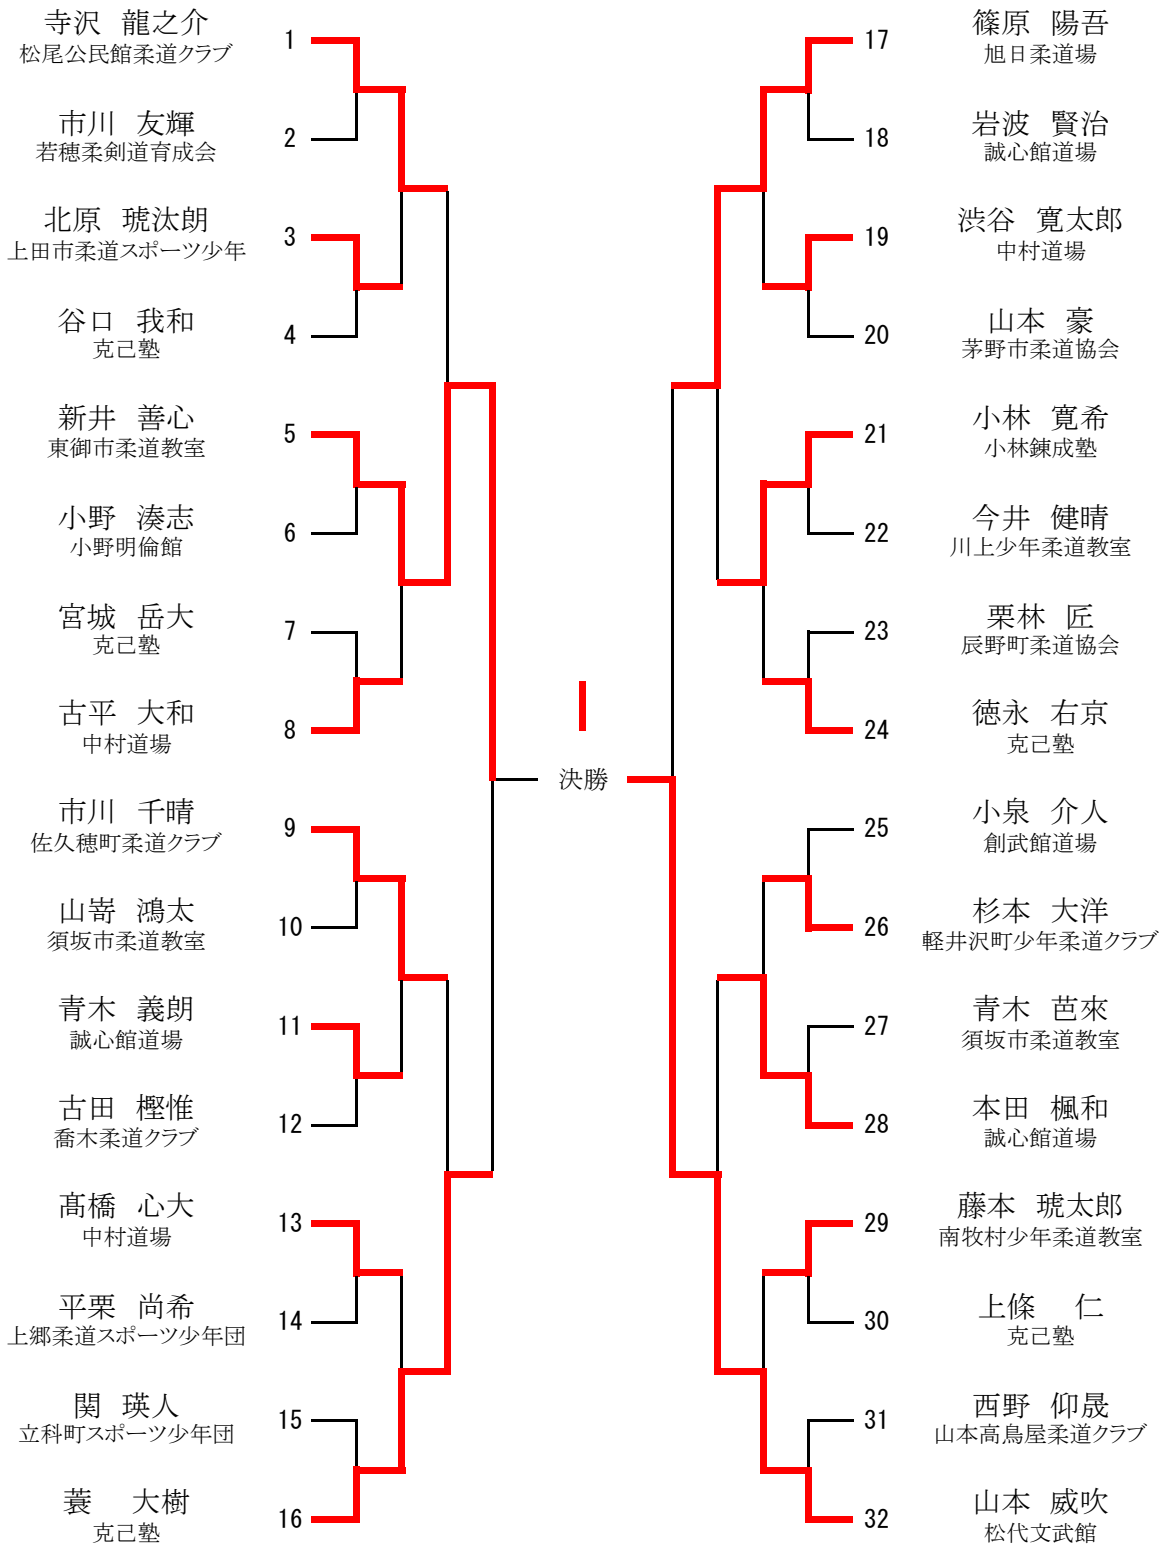 寺沢 龍之介
松尾公民館柔道クラブ
1
市川 友輝
若穂柔剣道育成会
2
北原 琥汰朗
上田市柔道スポーツ少年
3
谷口 我和
克己塾
4
新井 善心
東御市柔道教室
5
小野 湊志
小野明倫館
6
宮城 岳大
克己塾
7
古平 大和
中村道場
8
市川 千晴
佐久穂町柔道クラブ
9
山嵜 鴻太
須坂市柔道教室
10
青木 義朗
誠心館道場
11
古田 樫惟
喬木柔道クラブ
12
髙橋 心大
中村道場
13
平栗 尚希
上郷柔道スポーツ少年団
14
関 瑛人
立科町スポーツ少年団
15
蓑 大樹
克己塾
16
決勝
17
篠原 陽吾
旭日柔道場
18
岩波 賢治
誠心館道場
19
渋谷 寛太郎
中村道場
20
山本 豪
茅野市柔道協会
21
小林 寛希
小林錬成塾
22
今井 健晴
川上少年柔道教室
23
栗林 匠
辰野町柔道協会
24
徳永 右京
克己塾
25
小泉 介人
創武館道場
26
杉本 大洋
軽井沢町少年柔道クラブ
27
青木 芭來
須坂市柔道教室
28
本田 楓和
誠心館道場
29
藤本 琥太郎
南牧村少年柔道教室
30
上條 仁
克己塾
31
西野 仰晟
山本高鳥屋柔道クラブ
32
山本 威吹
松代文武館